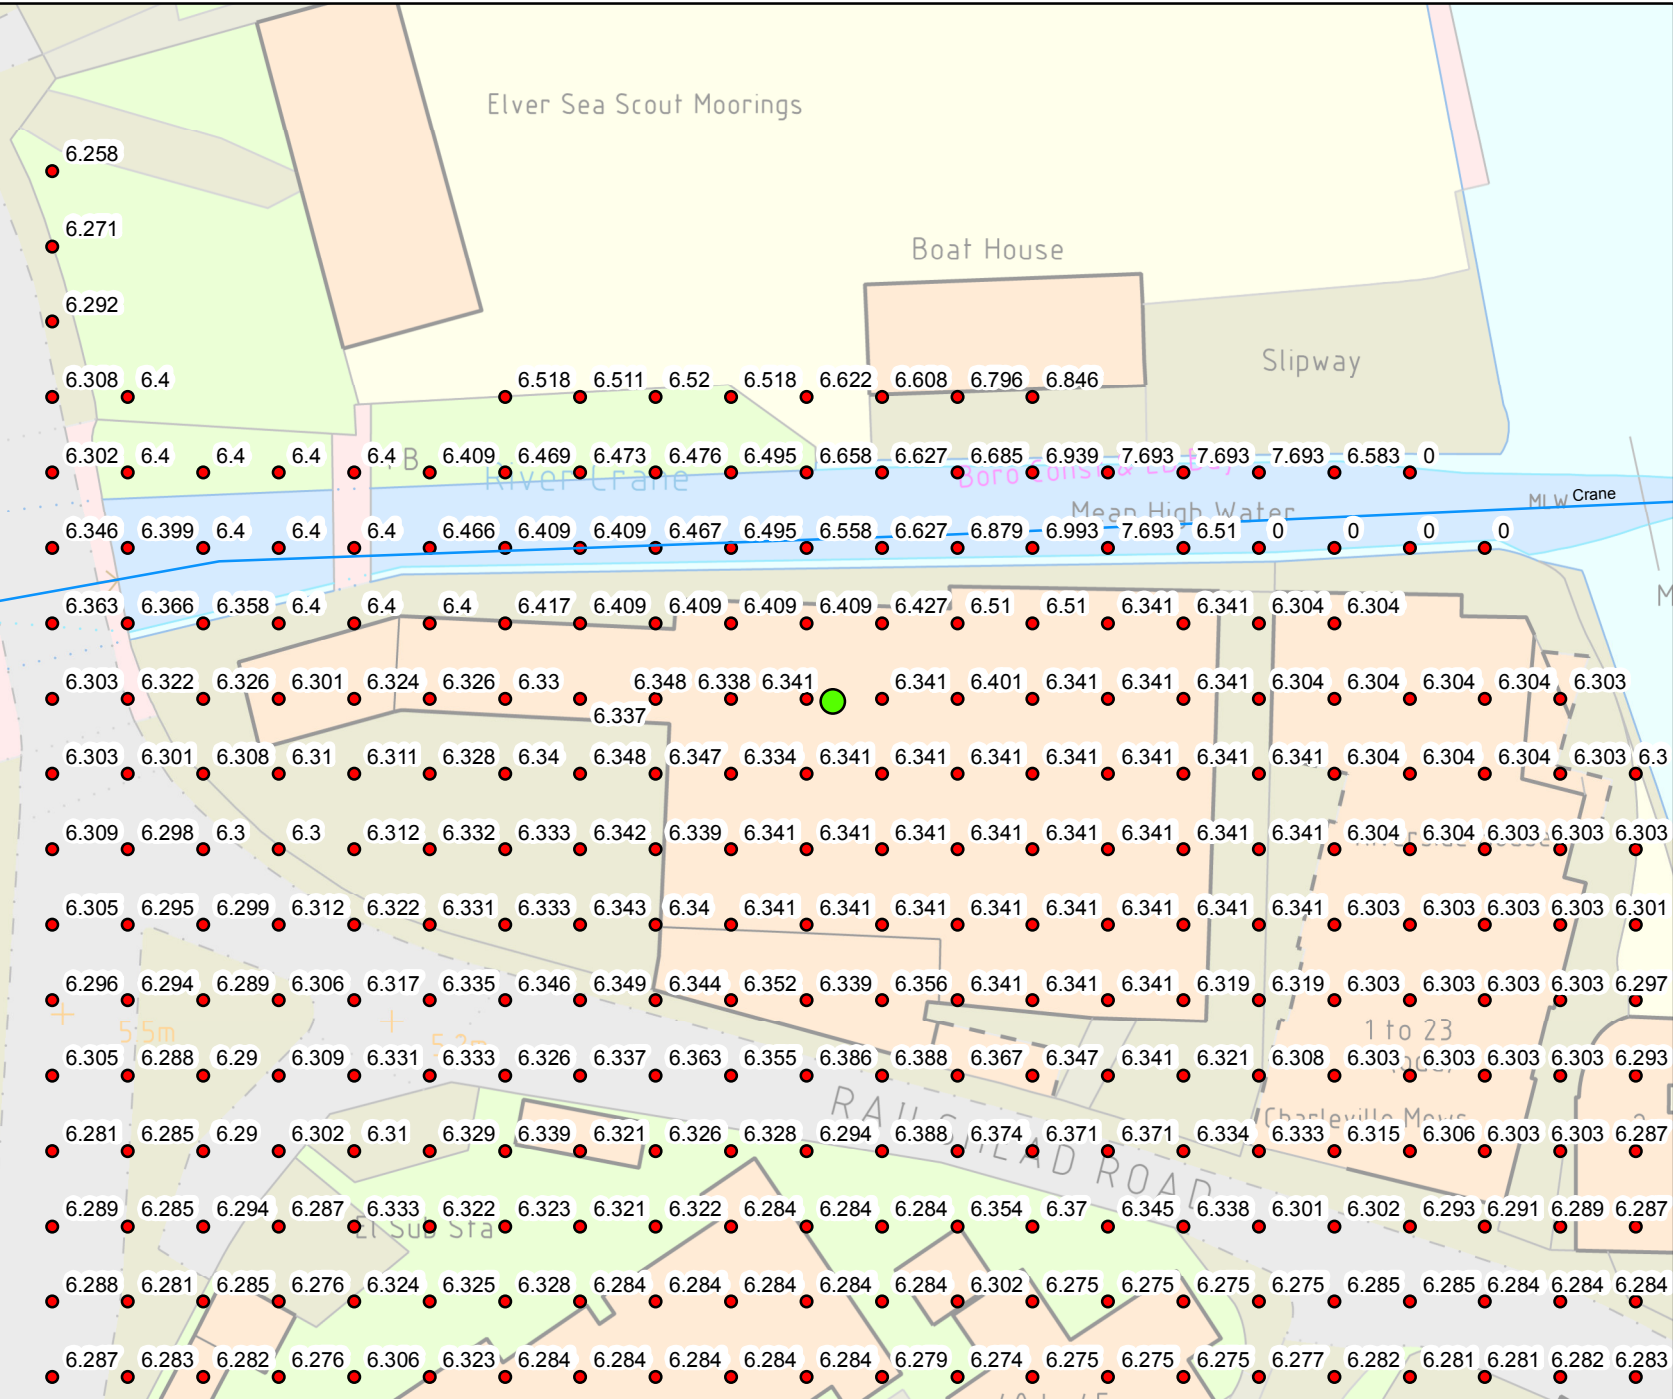 Elver Sea Scout Moorings
6.258
6.271
Boat House
6.292
Slipway
6.308 6.4 6.518 6.511 6.52 6.518 6.622 6.608 6.796 6.846
6.302 6.4 6.4 6.4 6.4 6.409 6.469 6.473 6.476 6.495 6.658 6.627 6.685 6.939 7.693 7.693 7.693 6.583 0
River Crane
Mean High Water
MLW Crane
6.346 6.399 6.4 6.4 6.4 6.466 6.409 6.409 6.467 6.495 6.558 6.627 6.879 6.993 7.693 6.51 0 0 0 0
6.363 6.366 6.358 6.4 6.4 6.4 6.417 6.409 6.409 6.409 6.409 6.427 6.51 6.51 6.341 6.341 6.304 6.304
6.303 6.322 6.326 6.301 6.324 6.326 6.33 6.348 6.338 6.341 6.341 6.401 6.341 6.341 6.341 6.304 6.304 6.304 6.304 6.303
6.337
6.303 6.301 6.308 6.31 6.311 6.328 6.34 6.348 6.347 6.334 6.341 6.341 6.341 6.341 6.341 6.341 6.341 6.304 6.304 6.304 6.303 6.3
6.309 6.298 6.3 6.3 6.312 6.332 6.333 6.342 6.339 6.341 6.341 6.341 6.341 6.341 6.341 6.341 6.341 6.304 6.304 6.303 6.303 6.303
6.305 6.295 6.299 6.312 6.322 6.331 6.333 6.343 6.34 6.341 6.341 6.341 6.341 6.341 6.341 6.341 6.341 6.303 6.303 6.303 6.303 6.301
6.296 6.294 6.289 6.306 6.317 6.335 6.346 6.349 6.344 6.352 6.339 6.356 6.341 6.341 6.341 6.319 6.319 6.303 6.303 6.303 6.303 6.297
5.5m
1 to 23
6.305 6.288 6.29 6.309 6.331 6.333 6.326 6.337 6.363 6.355 6.386 6.388 6.367 6.347 6.341 6.321 6.308 6.303 6.303 6.303 6.303 6.293
RAILSHEAD ROAD
Charleville Mews
6.281 6.285 6.29 6.302 6.31 6.329 6.339 6.321 6.326 6.328 6.294 6.388 6.374 6.371 6.371 6.334 6.333 6.315 6.306 6.303 6.303 6.287
6.289 6.285 6.294 6.287 6.333 6.322 6.323 6.321 6.322 6.284 6.284 6.284 6.354 6.37 6.345 6.338 6.301 6.302 6.293 6.291 6.289 6.287
El Sub Sta
6.288 6.281 6.285 6.276 6.324 6.325 6.328 6.284 6.284 6.284 6.284 6.284 6.302 6.275 6.275 6.275 6.275 6.285 6.285 6.284 6.284 6.284
6.287 6.283 6.282 6.276 6.306 6.323 6.284 6.284 6.284 6.284 6.284 6.279 6.274 6.275 6.275 6.275 6.277 6.282 6.281 6.281 6.282 6.283